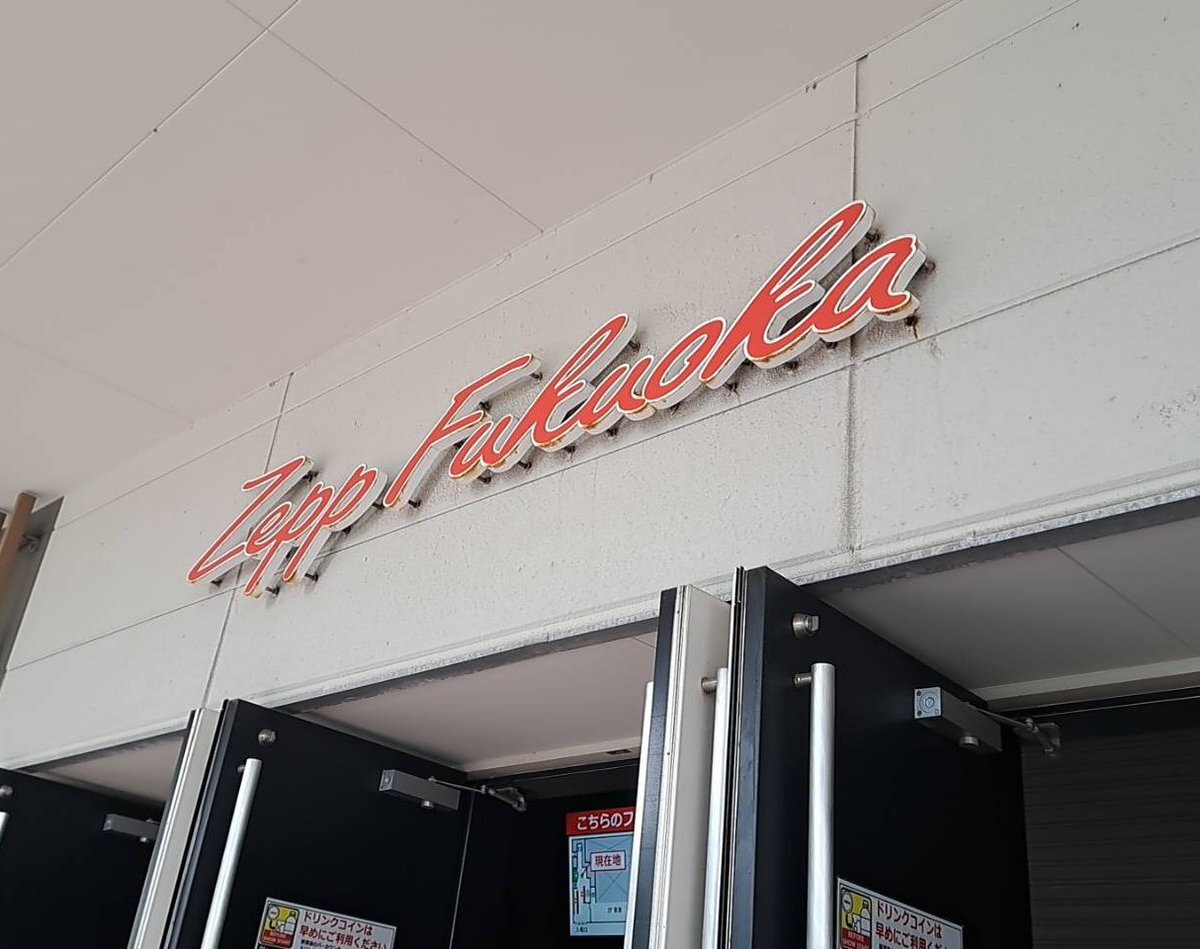 Zepp Fukuoka
こちらのフ
現在地
ドリンクコインは
早めにご利用ください
ドリンクコインは
早めにご利用ください